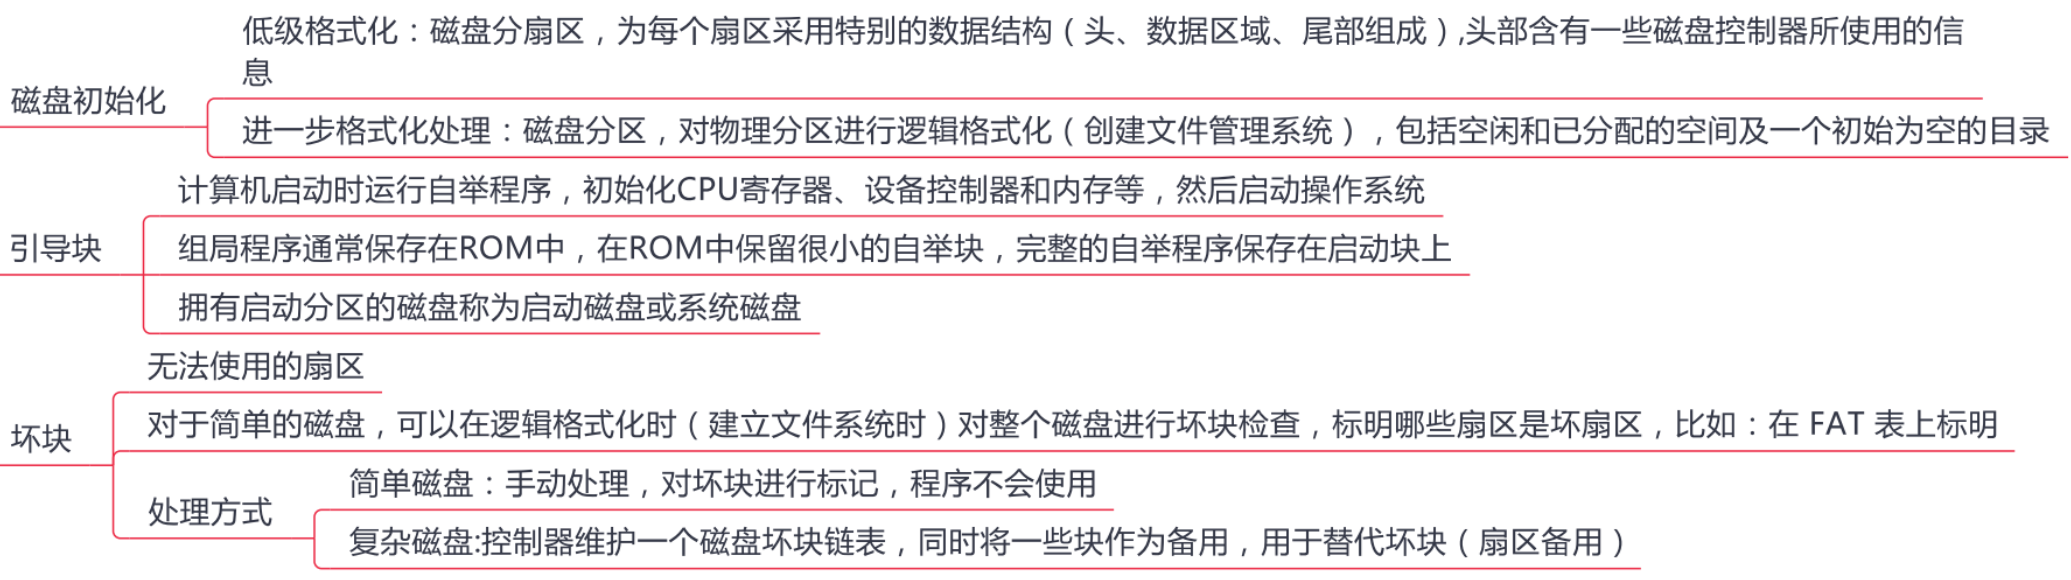 低级格式化：磁盘分扇区，为每个扇区采用特别的数据结构（头、数据区域、尾部组成）,头部含有一些磁盘控制器所使用的信
息
磁盘初始化
进一步格式化处理：磁盘分区，对物理分区进行逻辑格式化（创建文件管理系统），包括空闲和已分配的空间及一个初始为空的目录
计算机启动时运行自举程序，初始化CPU寄存器、设备控制器和内存等，然后启动操作系统
引导块
组局程序通常保存在ROM中，在ROM中保留很小的自举块，完整的自举程序保存在启动块上
拥有启动分区的磁盘称为启动磁盘或系统磁盘
无法使用的扇区
坏块
对于简单的磁盘，可以在逻辑格式化时（建立文件系统时）对整个磁盘进行坏块检查，标明哪些扇区是坏扇区，比如：在 FAT 表上标明
处理方式
简单磁盘：手动处理，对坏块进行标记，程序不会使用
复杂磁盘:控制器维护一个磁盘坏块链表，同时将一些块作为备用，用于替代坏块（扇区备用）